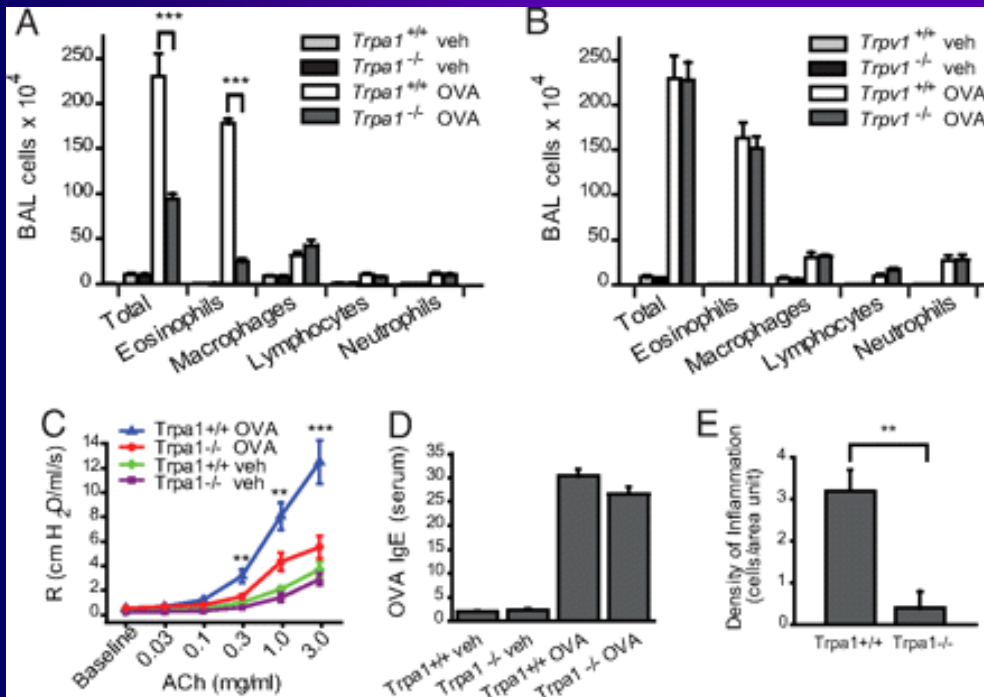 A
BAL cells x 10^4
250
200
150
100
50
0
***
***
Trpa1^+/+ veh
Trpa1^-/- veh
Trpa1^+/+ OVA
Trpa1^-/- OVA
Total
Eosinophils
Macrophages
Lymphocytes
Neutrophils
B
BAL cells x 10^4
250
200
150
100
50
0
Trpv1^+/+ veh
Trpv1^-/- veh
Trpv1^+/+ OVA
Trpv1^-/- OVA
Total
Eosinophils
Macrophages
Lymphocytes
Neutrophils
C
R (cm H2O/ml/s)
14
12
10
8
6
4
2
0
Trpa1+/+ OVA
Trpa1-/- OVA
Trpa1+/+ veh
Trpa1-/- veh
**
**
***
Baseline
0.03
0.1
0.3
1.0
3.0
ACh (mg/ml)
D
OVA IgE (serum)
35
30
25
20
15
10
5
0
Trpa1+/+ veh
Trpa1 -/- veh
Trpa1+/+ OVA
Trpa1 -/- OVA
E
Density of Inflammation
(cells/area unit)
4
3
2
1
0
**
Trpa1+/+
Trpa1-/-